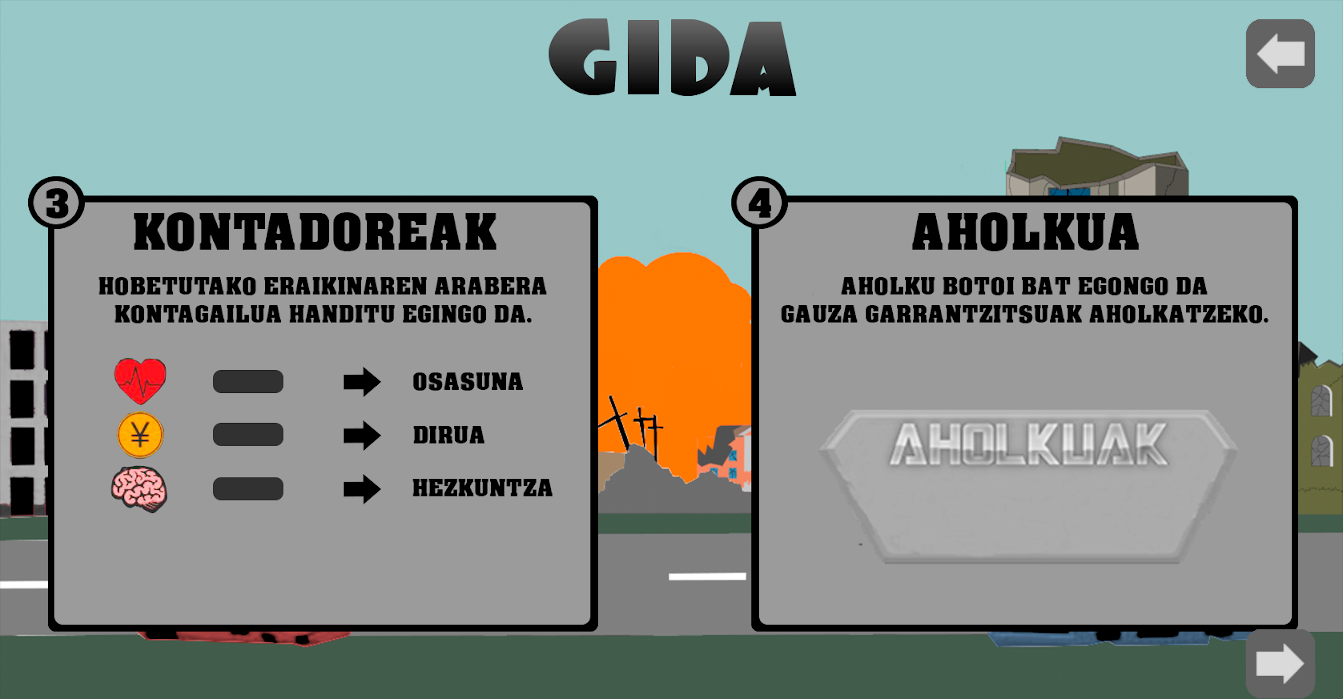 GIDA
3
KONTADOREAK
HOBETUTAKO ERAIKINAREN ARABERA
KONTAGAILUA HANDITU EGINGO DA.
¥
OSASUNA
DIRUA
HEZKUNTZA
4
AHOLKUA
AHOLKU BOTOI BAT EGONGO DA
GAUZA GARRANTZITSUAK AHOLKATZEKO.
AHOLKUAK